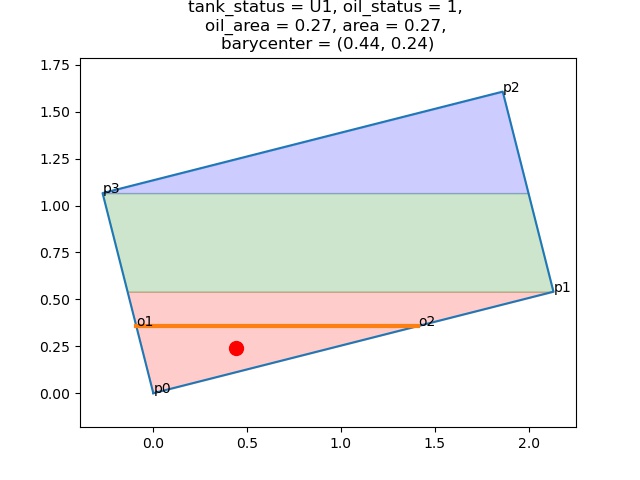 tank_status = U1, oil_status = 1,
oil_area = 0.27, area = 0.27,
barycenter = (0.44, 0.24)
1.75
p2
1.50
1.25
p3
1.00
0.75
p1
0.50
o1
o2
0.25
p0
0.00
0.0 0.5 1.0 1.5 2.0